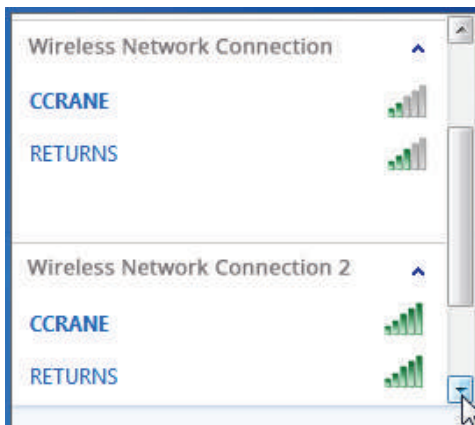 Wireless Network Connection
CCRANE
RETURNS
Wireless Network Connection 2
CCRANE
RETURNS